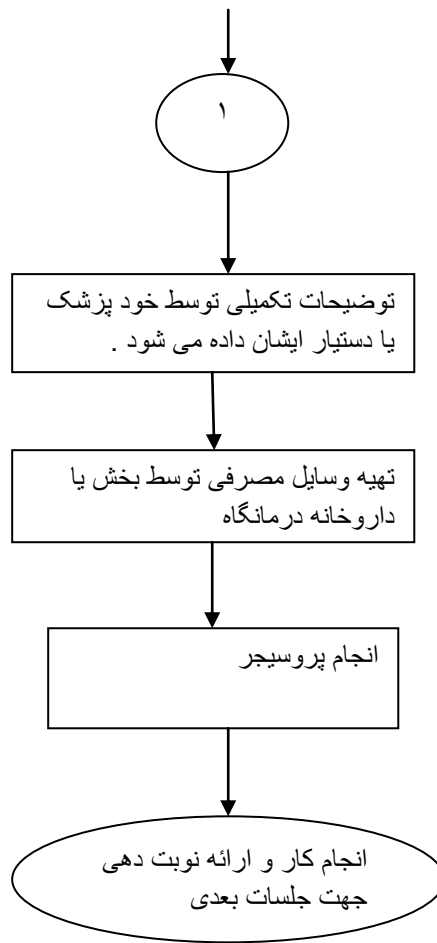 ۱
توضیحات تکمیلی توسط خود پزشک
یا دستیار ایشان داده می شود .
تهیه وسایل مصرفی توسط بخش یا
داروخانه درمانگاه
انجام پروسیجر
انجام کار و ارائه نوبت دهی
جهت جلسات بعدی